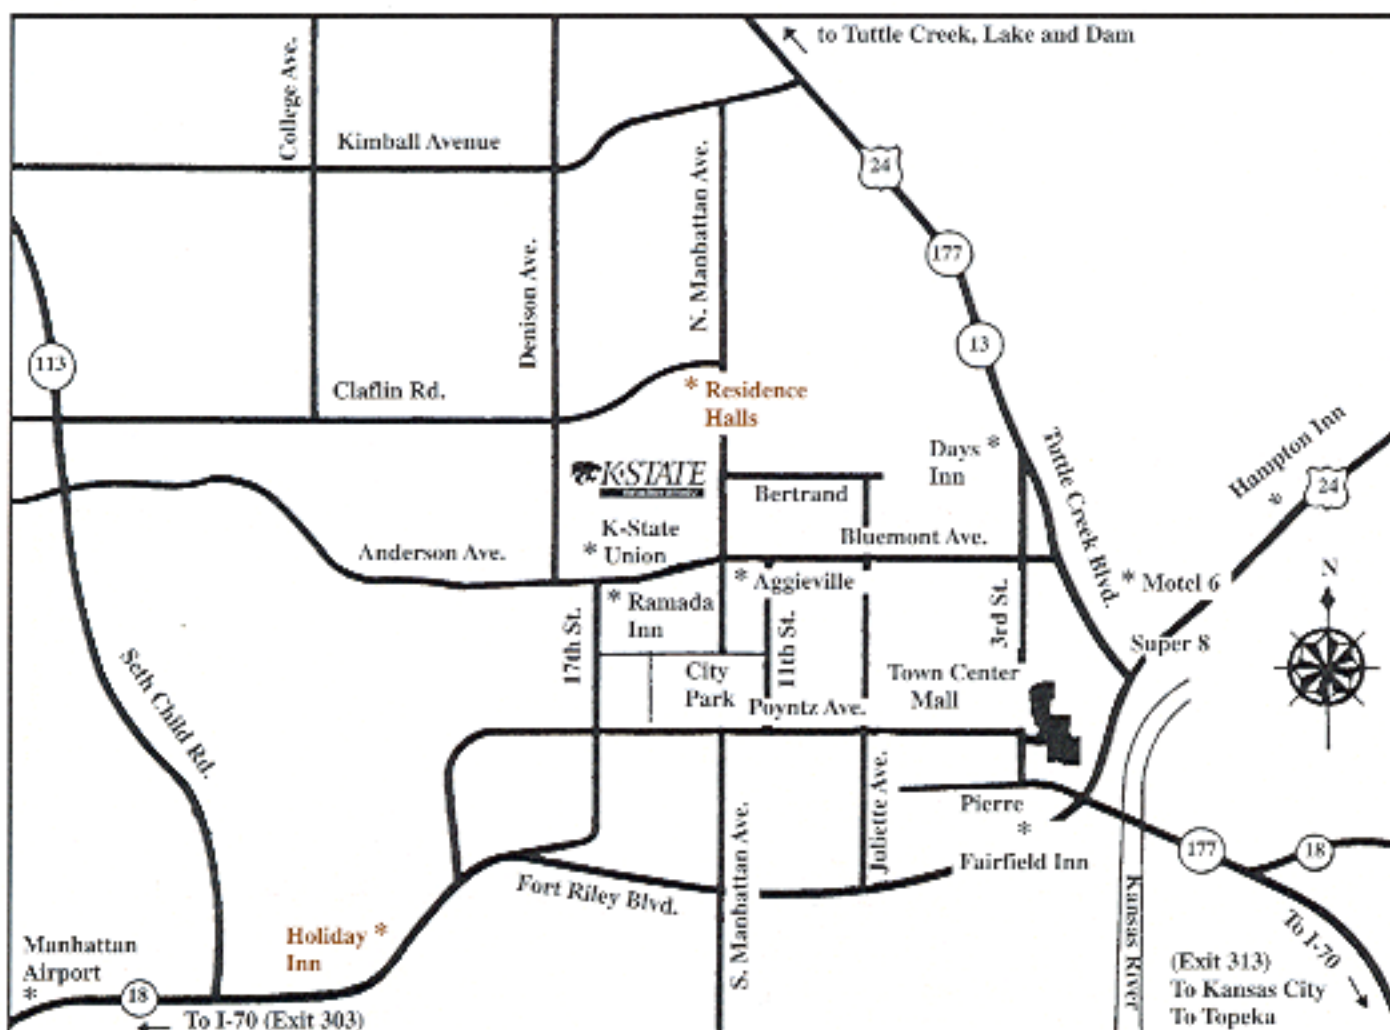 to Tuttle Creek, Lake and Dam
College Ave.
Kimball Avenue
24
N. Manhattan Ave.
177
Denison Ave.
13
113
Claflin Rd.
* Residence
Halls
Days *
Inn
Tuttle Creek Blvd.
Hampton Inn
*
24
K-STATE
Bertrand
K-State
* Union
Bluemont Ave.
Anderson Ave.
* Aggieville
* Motel 6
N
* Ramada
Inn
17th St.
11th St.
3rd St.
Super 8
Seth Child Rd.
City
Park
Town Center
Mall
Poyntz Ave.
Juliette Ave.
Pierre
*
Fairfield Inn
177
18
S. Manhattan Ave.
Fort Riley Blvd.
Kansas River
To I-70
Holiday *
Inn
Manhattan
Airport
*
18
To I-70 (Exit 303)
(Exit 313)
To Kansas City
To Topeka